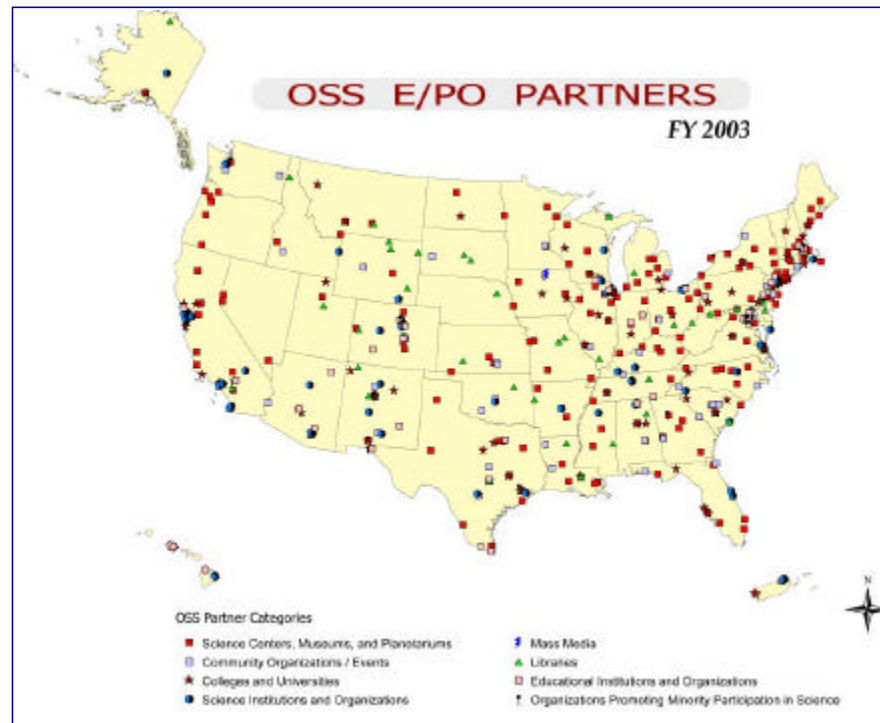 OSS E/PO PARTNERS
FY 2003
N
OSS Partner Categories
Science Centers, Museums, and Planetariums
Community Organizations / Events
Colleges and Universities
Science Institutions and Organizations
Mass Media
Libraries
Educational Institutions and Organizations
Organizations Promoting Minority Participation in Science